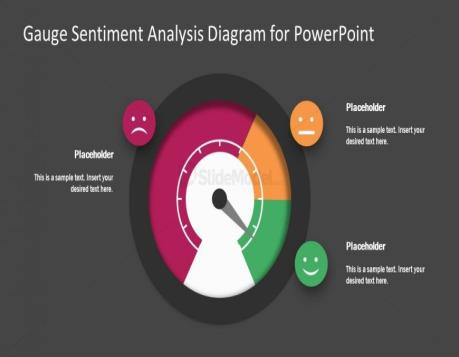 Gauge Sentiment Analysis Diagram for PowerPoint
Placeholder
This is a sample text. Insert your
desired text here.
Placeholder
This is a sample text. Insert your
desired text here.
SlideModel
Placeholder
This is a sample text. Insert your
desired text here.